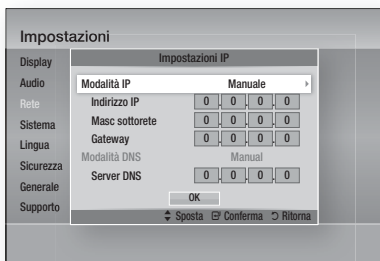 Impostazioni
Display
Audio
Rete
Sistema
Lingua
Sicurezza
Generale
Supporto
Impostazioni IP
Modalità IP Manuale
Indirizzo IP 0 . 0 . 0 . 0
Masc sottorete 0 . 0 . 0 . 0
Gateway 0 . 0 . 0 . 0
Modalità DNS Manual
Server DNS 0 . 0 . 0 . 0
OK
Sposta Conferma Ritorna